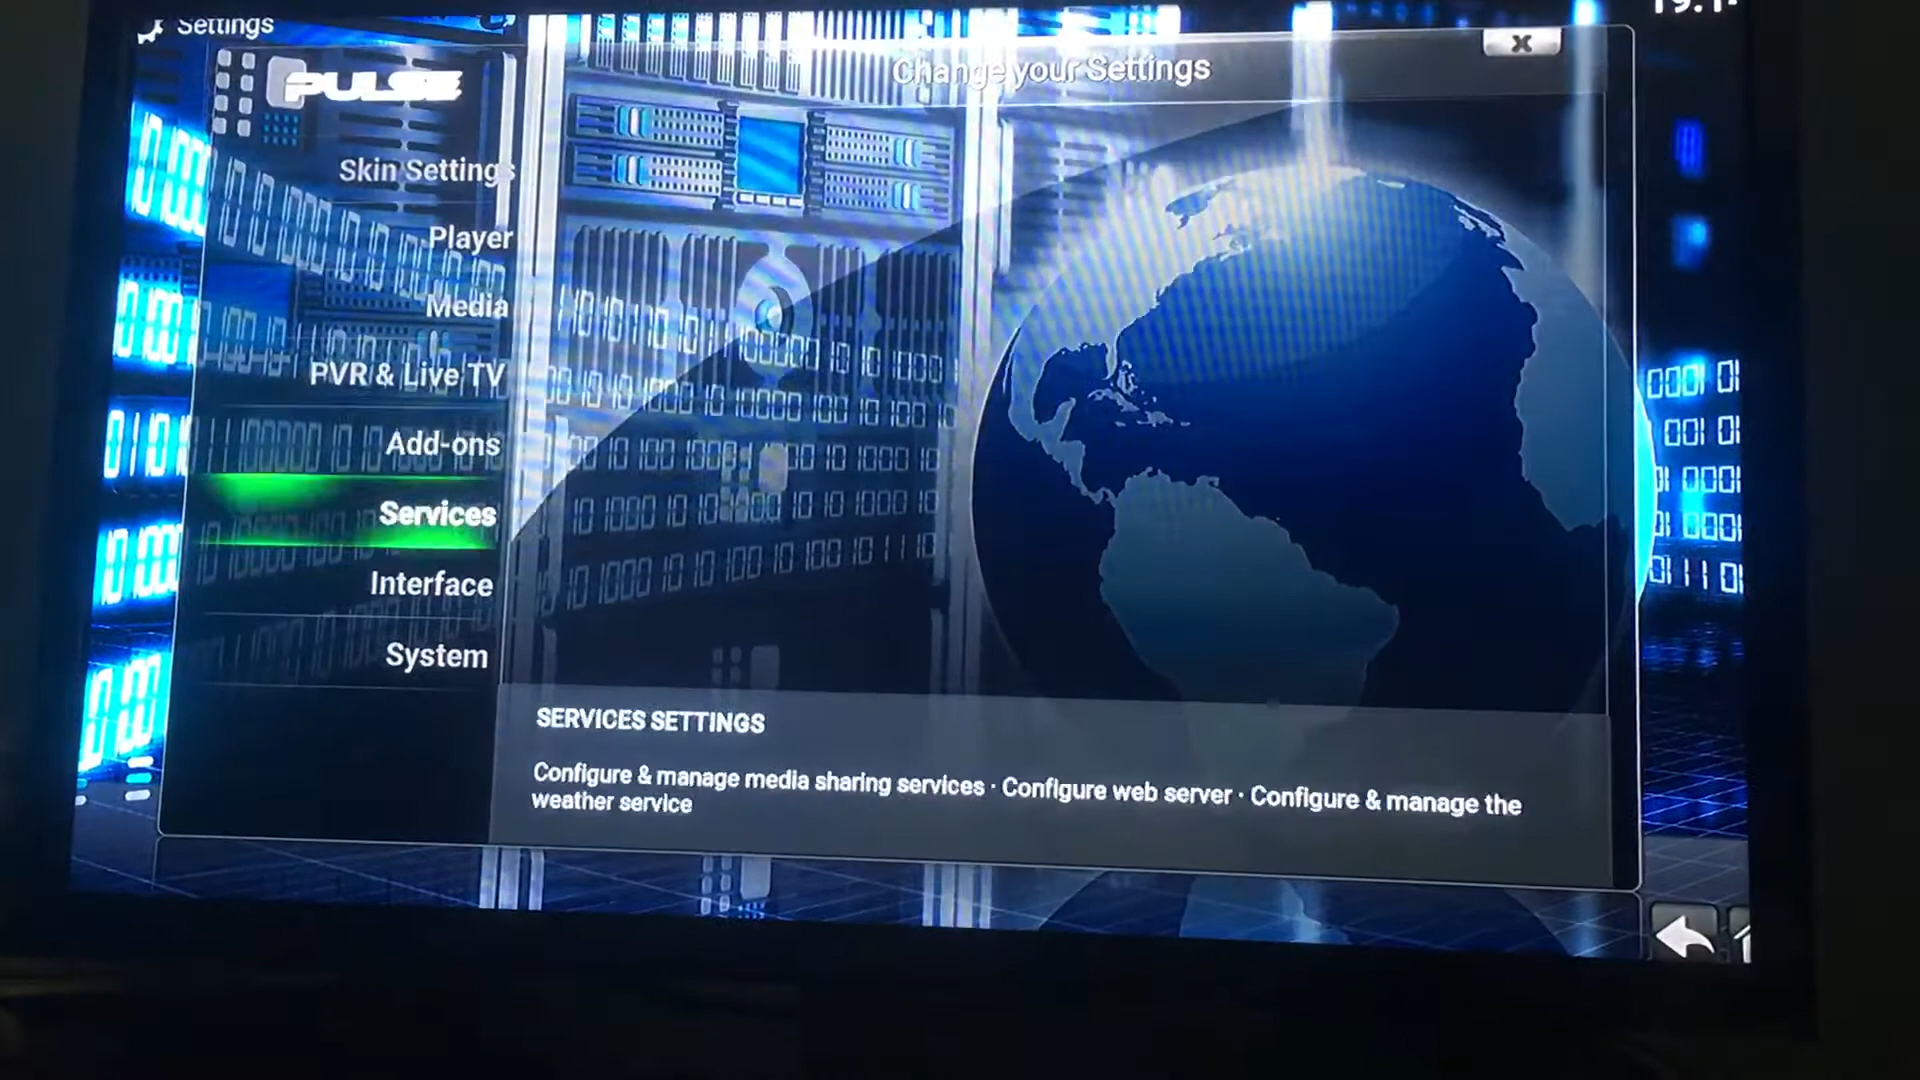 Settings
PULSE
Change your Settings
x
Skin Settings
Player
Media
PVR & Live TV
Add-ons
Services
Interface
System
SERVICES SETTINGS
Configure & manage media sharing services · Configure web server · Configure & manage the
weather service